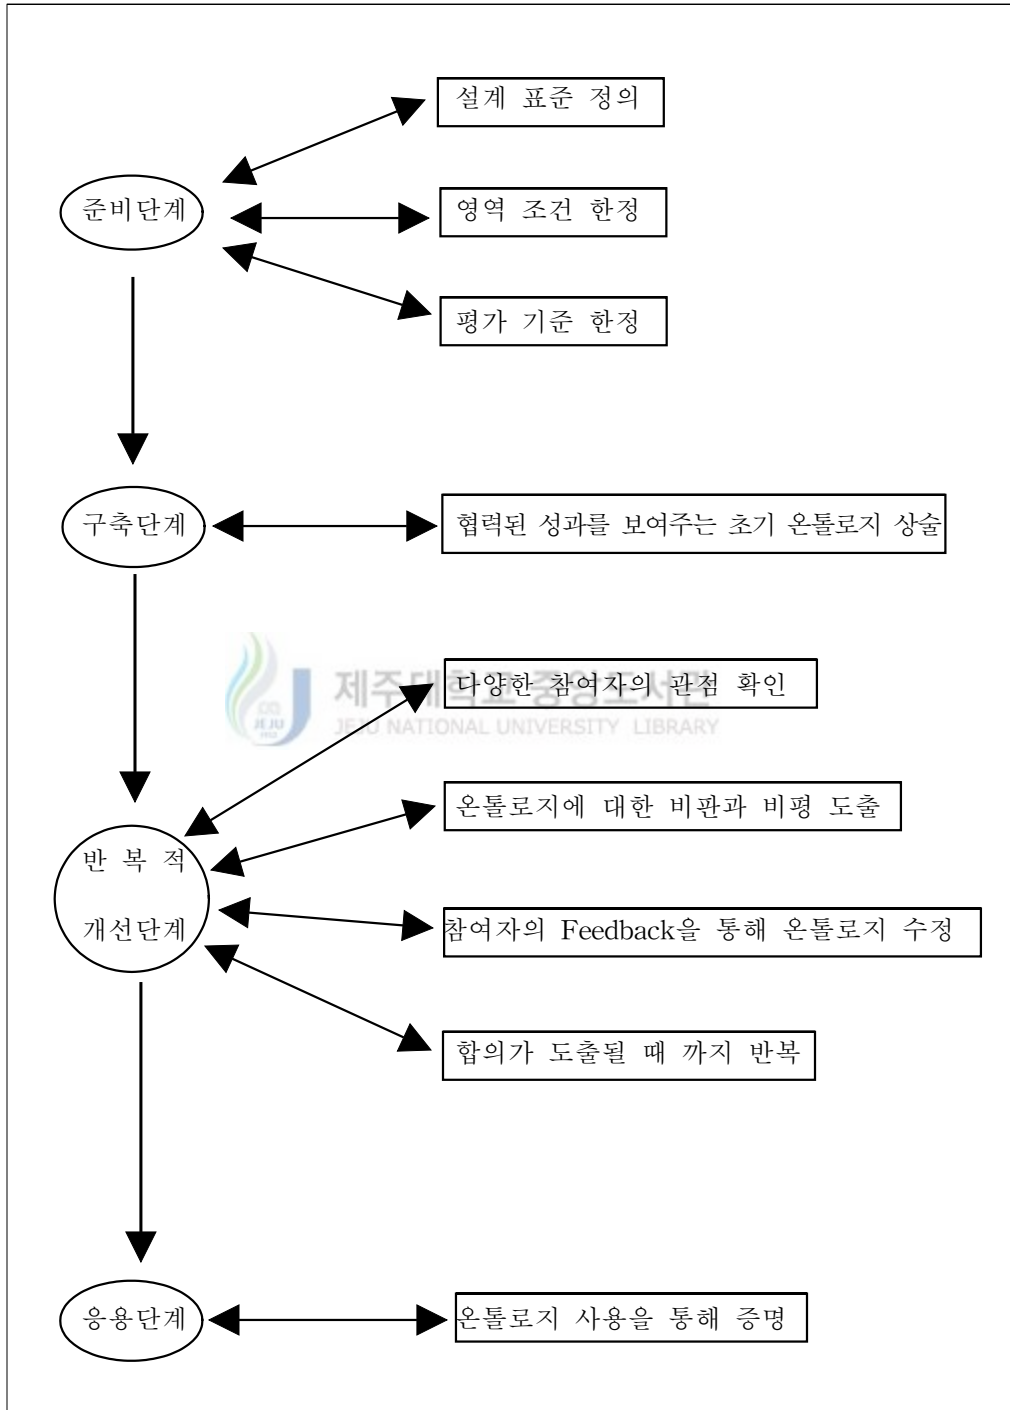 설계 표준 정의
준비단계
영역 조건 한정
평가 기준 한정
구축단계
협력된 성과를 보여주는 초기 온톨로지 상술
제주대학교 중앙도서관
JEJU NATIONAL UNIVERSITY LIBRARY
JEJU
1952
다양한 참여자의 관점 확인
온톨로지에 대한 비판과 비평 도출
반 복 적
개선단계
참여자의 Feedback을 통해 온톨로지 수정
합의가 도출될 때 까지 반복
응용단계
온톨로지 사용을 통해 증명